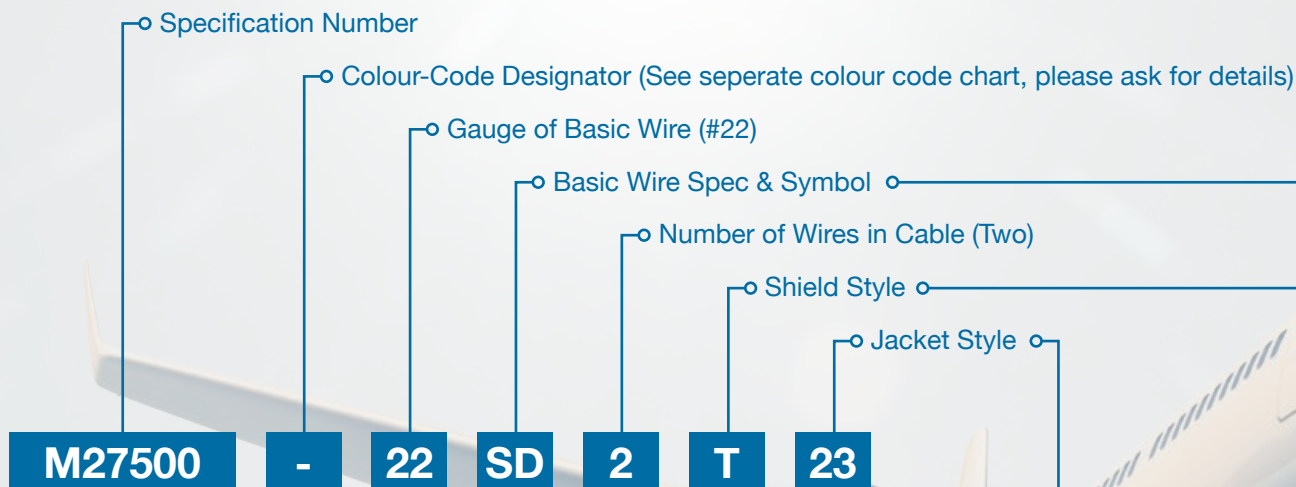 Specification Number
Colour-Code Designator (See seperate colour code chart, please ask for details)
Gauge of Basic Wire (#22)
Basic Wire Spec & Symbol
Number of Wires in Cable (Two)
Shield Style
Jacket Style
M27500 - 22 SD 2 T 23